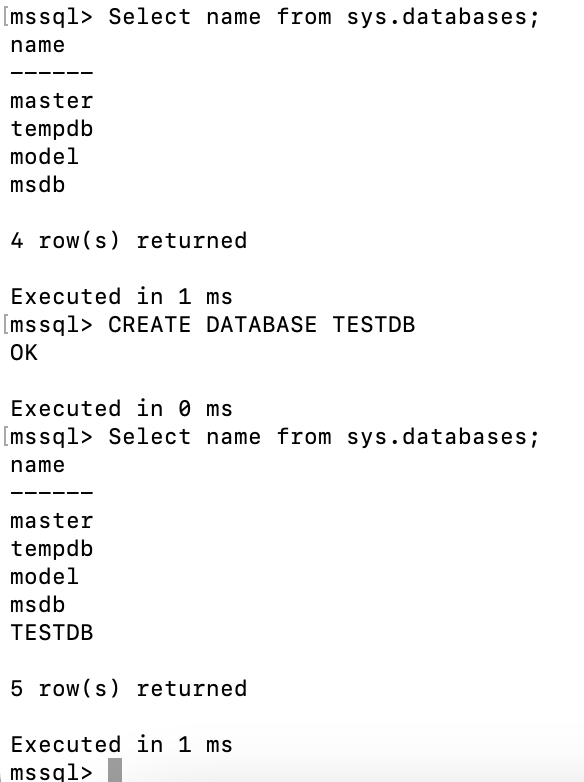 [mssql> Select name from sys.databases;
name
------
master
tempdb
model
msdb
4 row(s) returned
Executed in 1 ms
[mssql> CREATE DATABASE TESTDB
OK
Executed in 0 ms
[mssql> Select name from sys.databases;
name
------
master
tempdb
model
msdb
TESTDB
5 row(s) returned
Executed in 1 ms
mssql>